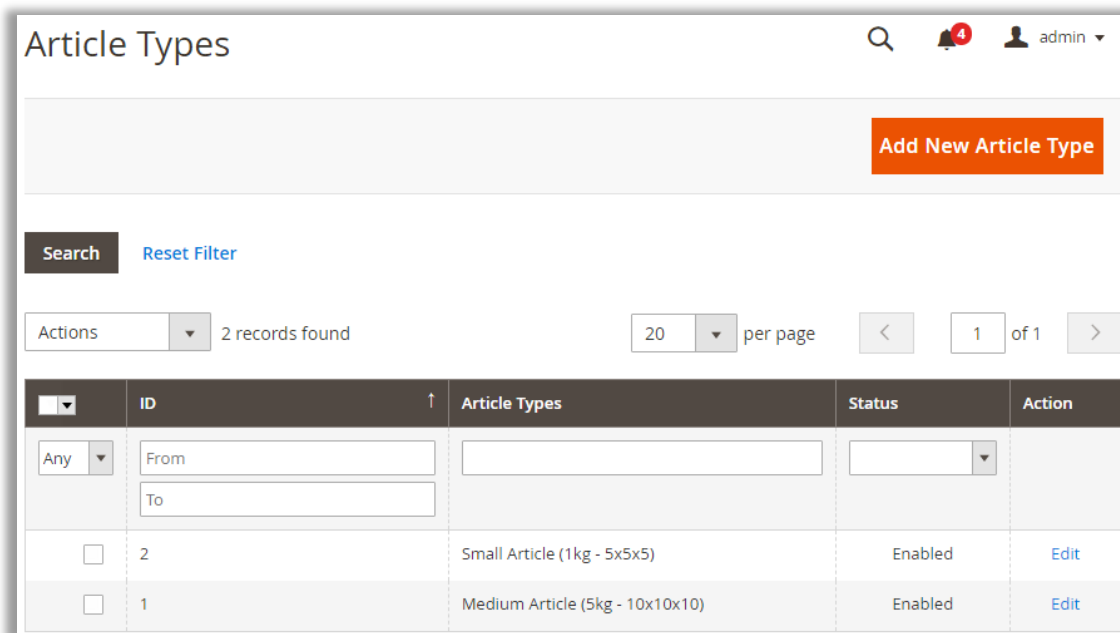 Article Types
4
admin
Add New Article Type
Search Reset Filter
Actions 2 records found 20 per page 1 of 1
ID ↑ Article Types Status Action
Any From
To
2 Small Article (1kg - 5x5x5) Enabled Edit
1 Medium Article (5kg - 10x10x10) Enabled Edit